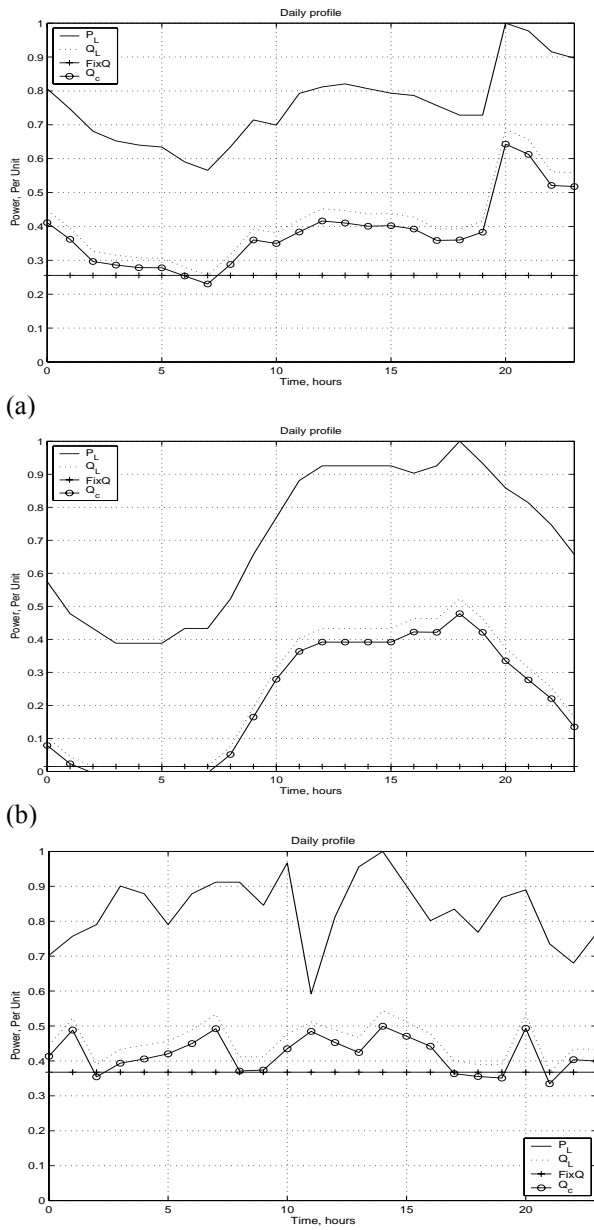 Daily profile
P_L
Q_L
FixQ
Q_c
Power, Per Unit
1
0.9
0.8
0.7
0.6
0.5
0.4
0.3
0.2
0.1
0
0 5 10 15 20
Time, hours
(a)
Daily profile
P_L
Q_L
FixQ
Q_c
Power, Per Unit
1
0.9
0.8
0.7
0.6
0.5
0.4
0.3
0.2
0.1
0
0 5 10 15 20
Time, hours
(b)
Daily profile
Power, Per Unit
1
0.9
0.8
0.7
0.6
0.5
0.4
0.3
0.2
0.1
0
P_L
Q_L
FixQ
Q_c
0 5 10 15 20
Time, hours